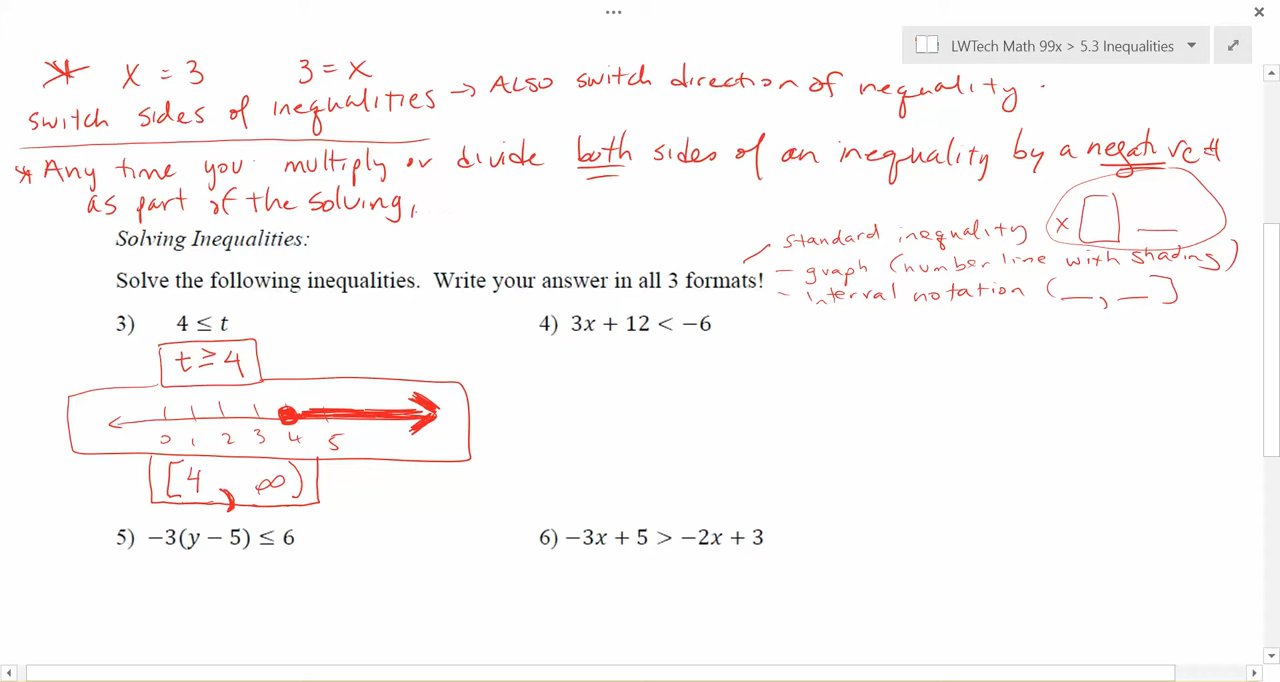 LWTech Math 99x > 5.3 Inequalities
* x = 3 3 = x
switch sides of inequalities → Also switch direction of inequality.
* Any time you multiply or divide both sides of an inequality by a negative #
as part of the solving,
Solving Inequalities:
standard inequality x □ __
Solve the following inequalities. Write your answer in all 3 formats!
- graph (number line with shading)
- interval notation (__, __]
3) 4 ≤ t
4) 3x + 12 < −6
t ≥ 4
0 1 2 3 4 5
[4, ∞)
5) −3(y − 5) ≤ 6
6) −3x + 5 > −2x + 3